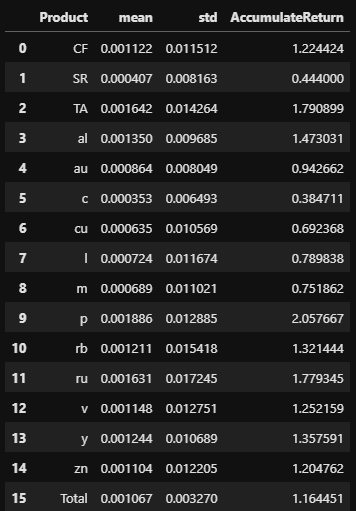 Product mean std AccumulateReturn
0 CF 0.001122 0.011512 1.224424
1 SR 0.000407 0.008163 0.444000
2 TA 0.001642 0.014264 1.790899
3 al 0.001350 0.009685 1.473031
4 au 0.000864 0.008049 0.942662
5 c 0.000353 0.006493 0.384711
6 cu 0.000635 0.010569 0.692368
7 l 0.000724 0.011674 0.789838
8 m 0.000689 0.011021 0.751862
9 p 0.001886 0.012885 2.057667
10 rb 0.001211 0.015418 1.321444
11 ru 0.001631 0.017245 1.779345
12 v 0.001148 0.012751 1.252159
13 y 0.001244 0.010689 1.357591
14 zn 0.001104 0.012205 1.204762
15 Total 0.001067 0.003270 1.164451